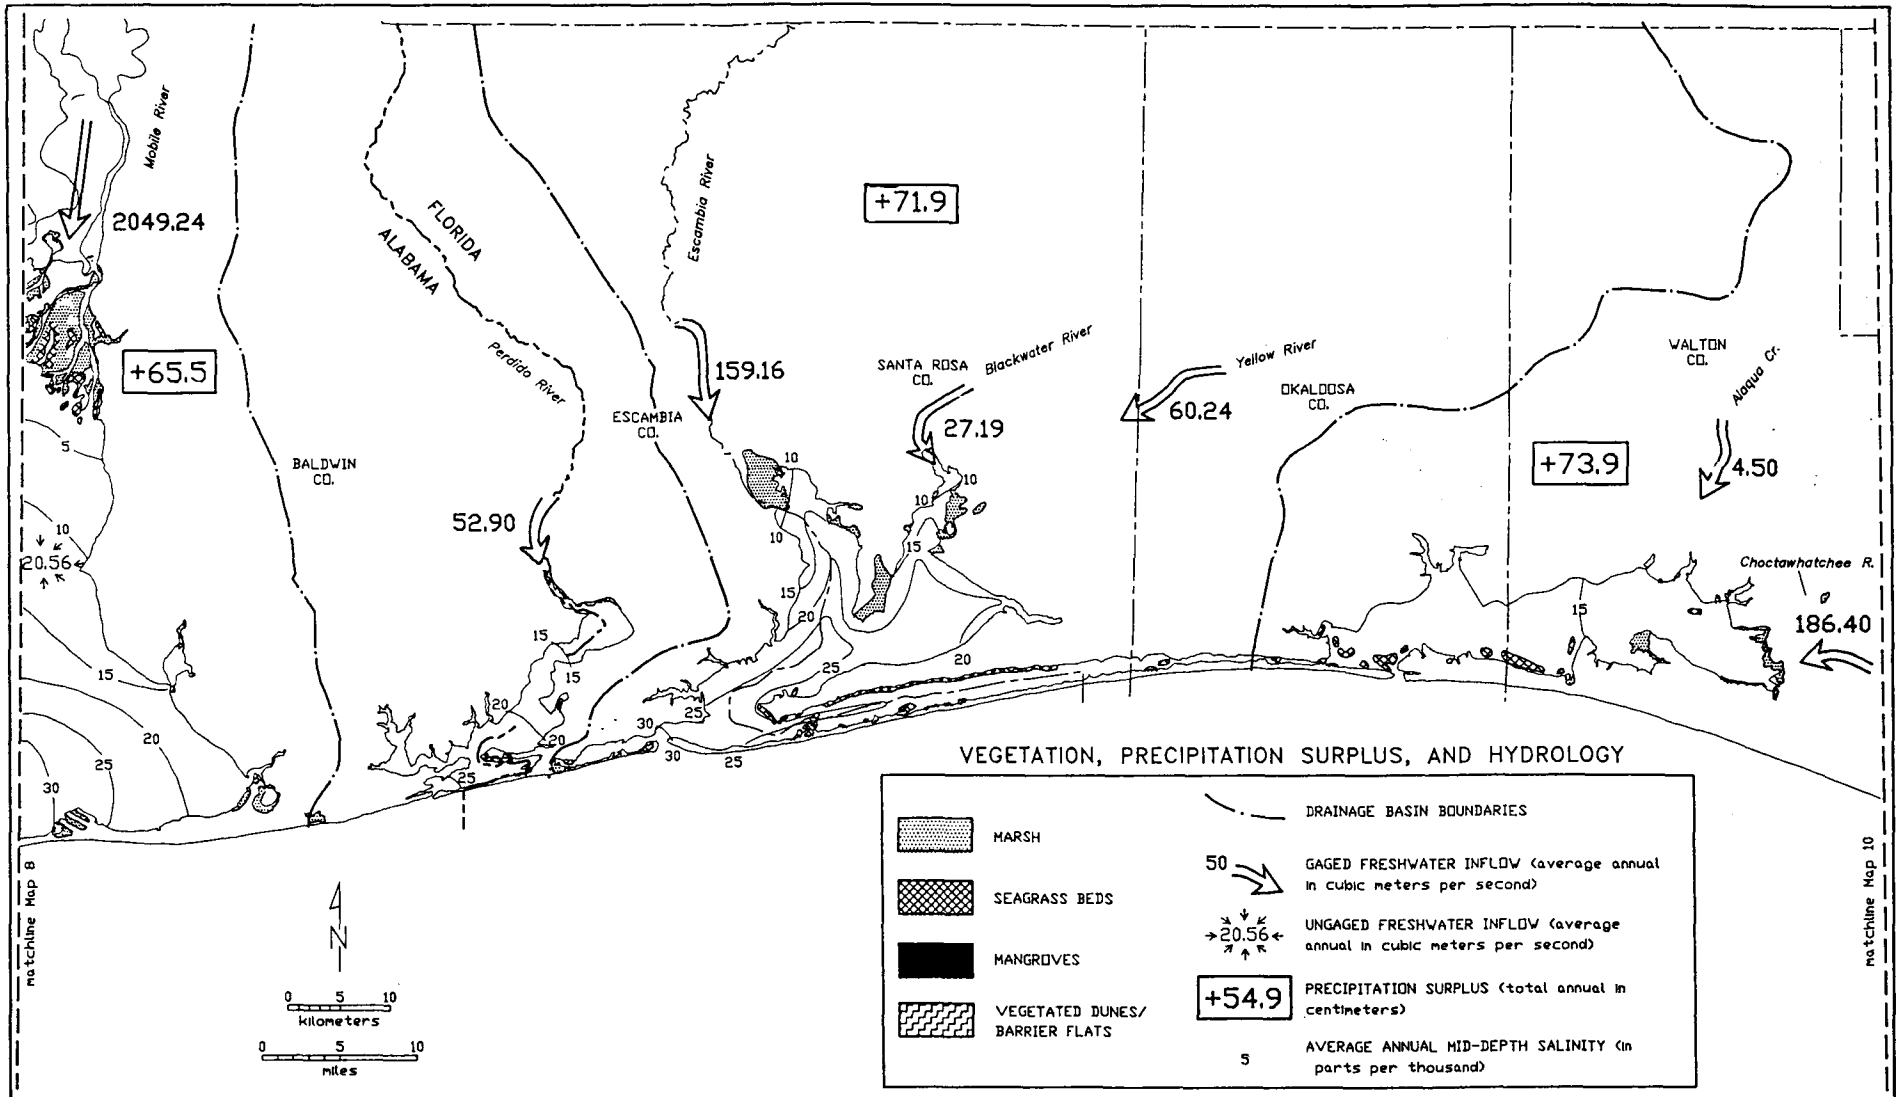 Mobile River
2049.24
FLORIDA
ALABAMA
Escambia River
+71.9
+65.5
Perdido River
159.16
SANTA ROSA
CO.
Blackwater River
Yellow River
WALTON
CO.
Alaqua Cr.
ESCAMBIA
CO.
27.19
60.24
OKALOOSA
CO.
5
BALDWIN
CO.
10
10
10
+73.9
4.50
52.90
10
10
10
20.56
15
Choctawhatchee R.
15
15
186.40
15
20
15
15
25
20
20
20
30
25
20
25
30
25
25
30
VEGETATION, PRECIPITATION SURPLUS, AND HYDROLOGY
MARSH
SEAGRASS BEDS
MANGROVES
VEGETATED DUNES/
BARRIER FLATS
DRAINAGE BASIN BOUNDARIES
50
GAGED FRESHWATER INFLOW (average annual
in cubic meters per second)
20.56
UNGAGED FRESHWATER INFLOW (average
annual in cubic meters per second)
+54.9
PRECIPITATION SURPLUS (total annual in
centimeters)
5
AVERAGE ANNUAL MID-DEPTH SALINITY (in
parts per thousand)
matchline Map 8
matchline Map 10
N
0 5 10
kilometers
0 5 10
miles